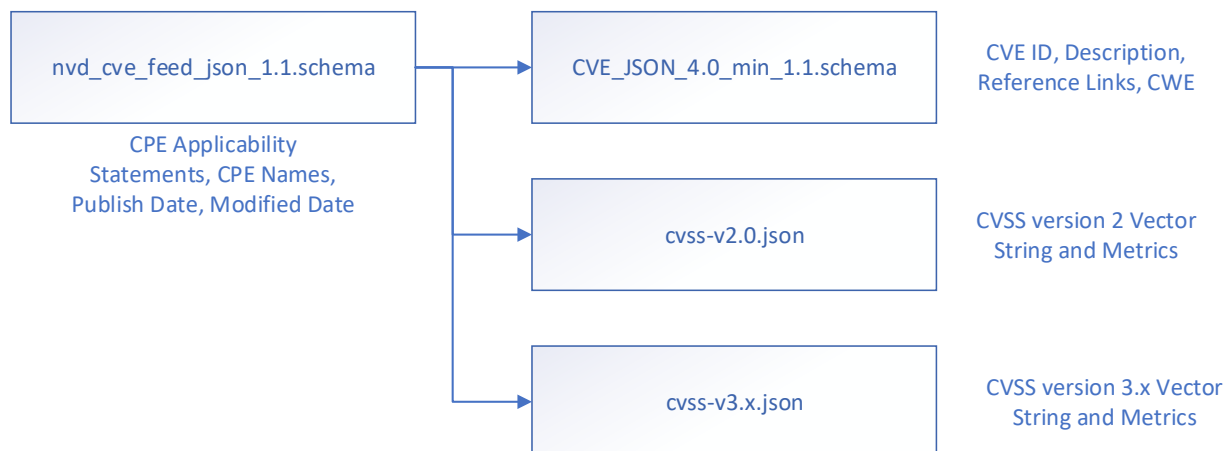 nvd_cve_feed_json_1.1.schema
CPE Applicability
Statements, CPE Names,
Publish Date, Modified Date
CVE_JSON_4.0_min_1.1.schema
CVE ID, Description,
Reference Links, CWE
cvss-v2.0.json
CVSS version 2 Vector
String and Metrics
cvss-v3.x.json
CVSS version 3.x Vector
String and Metrics